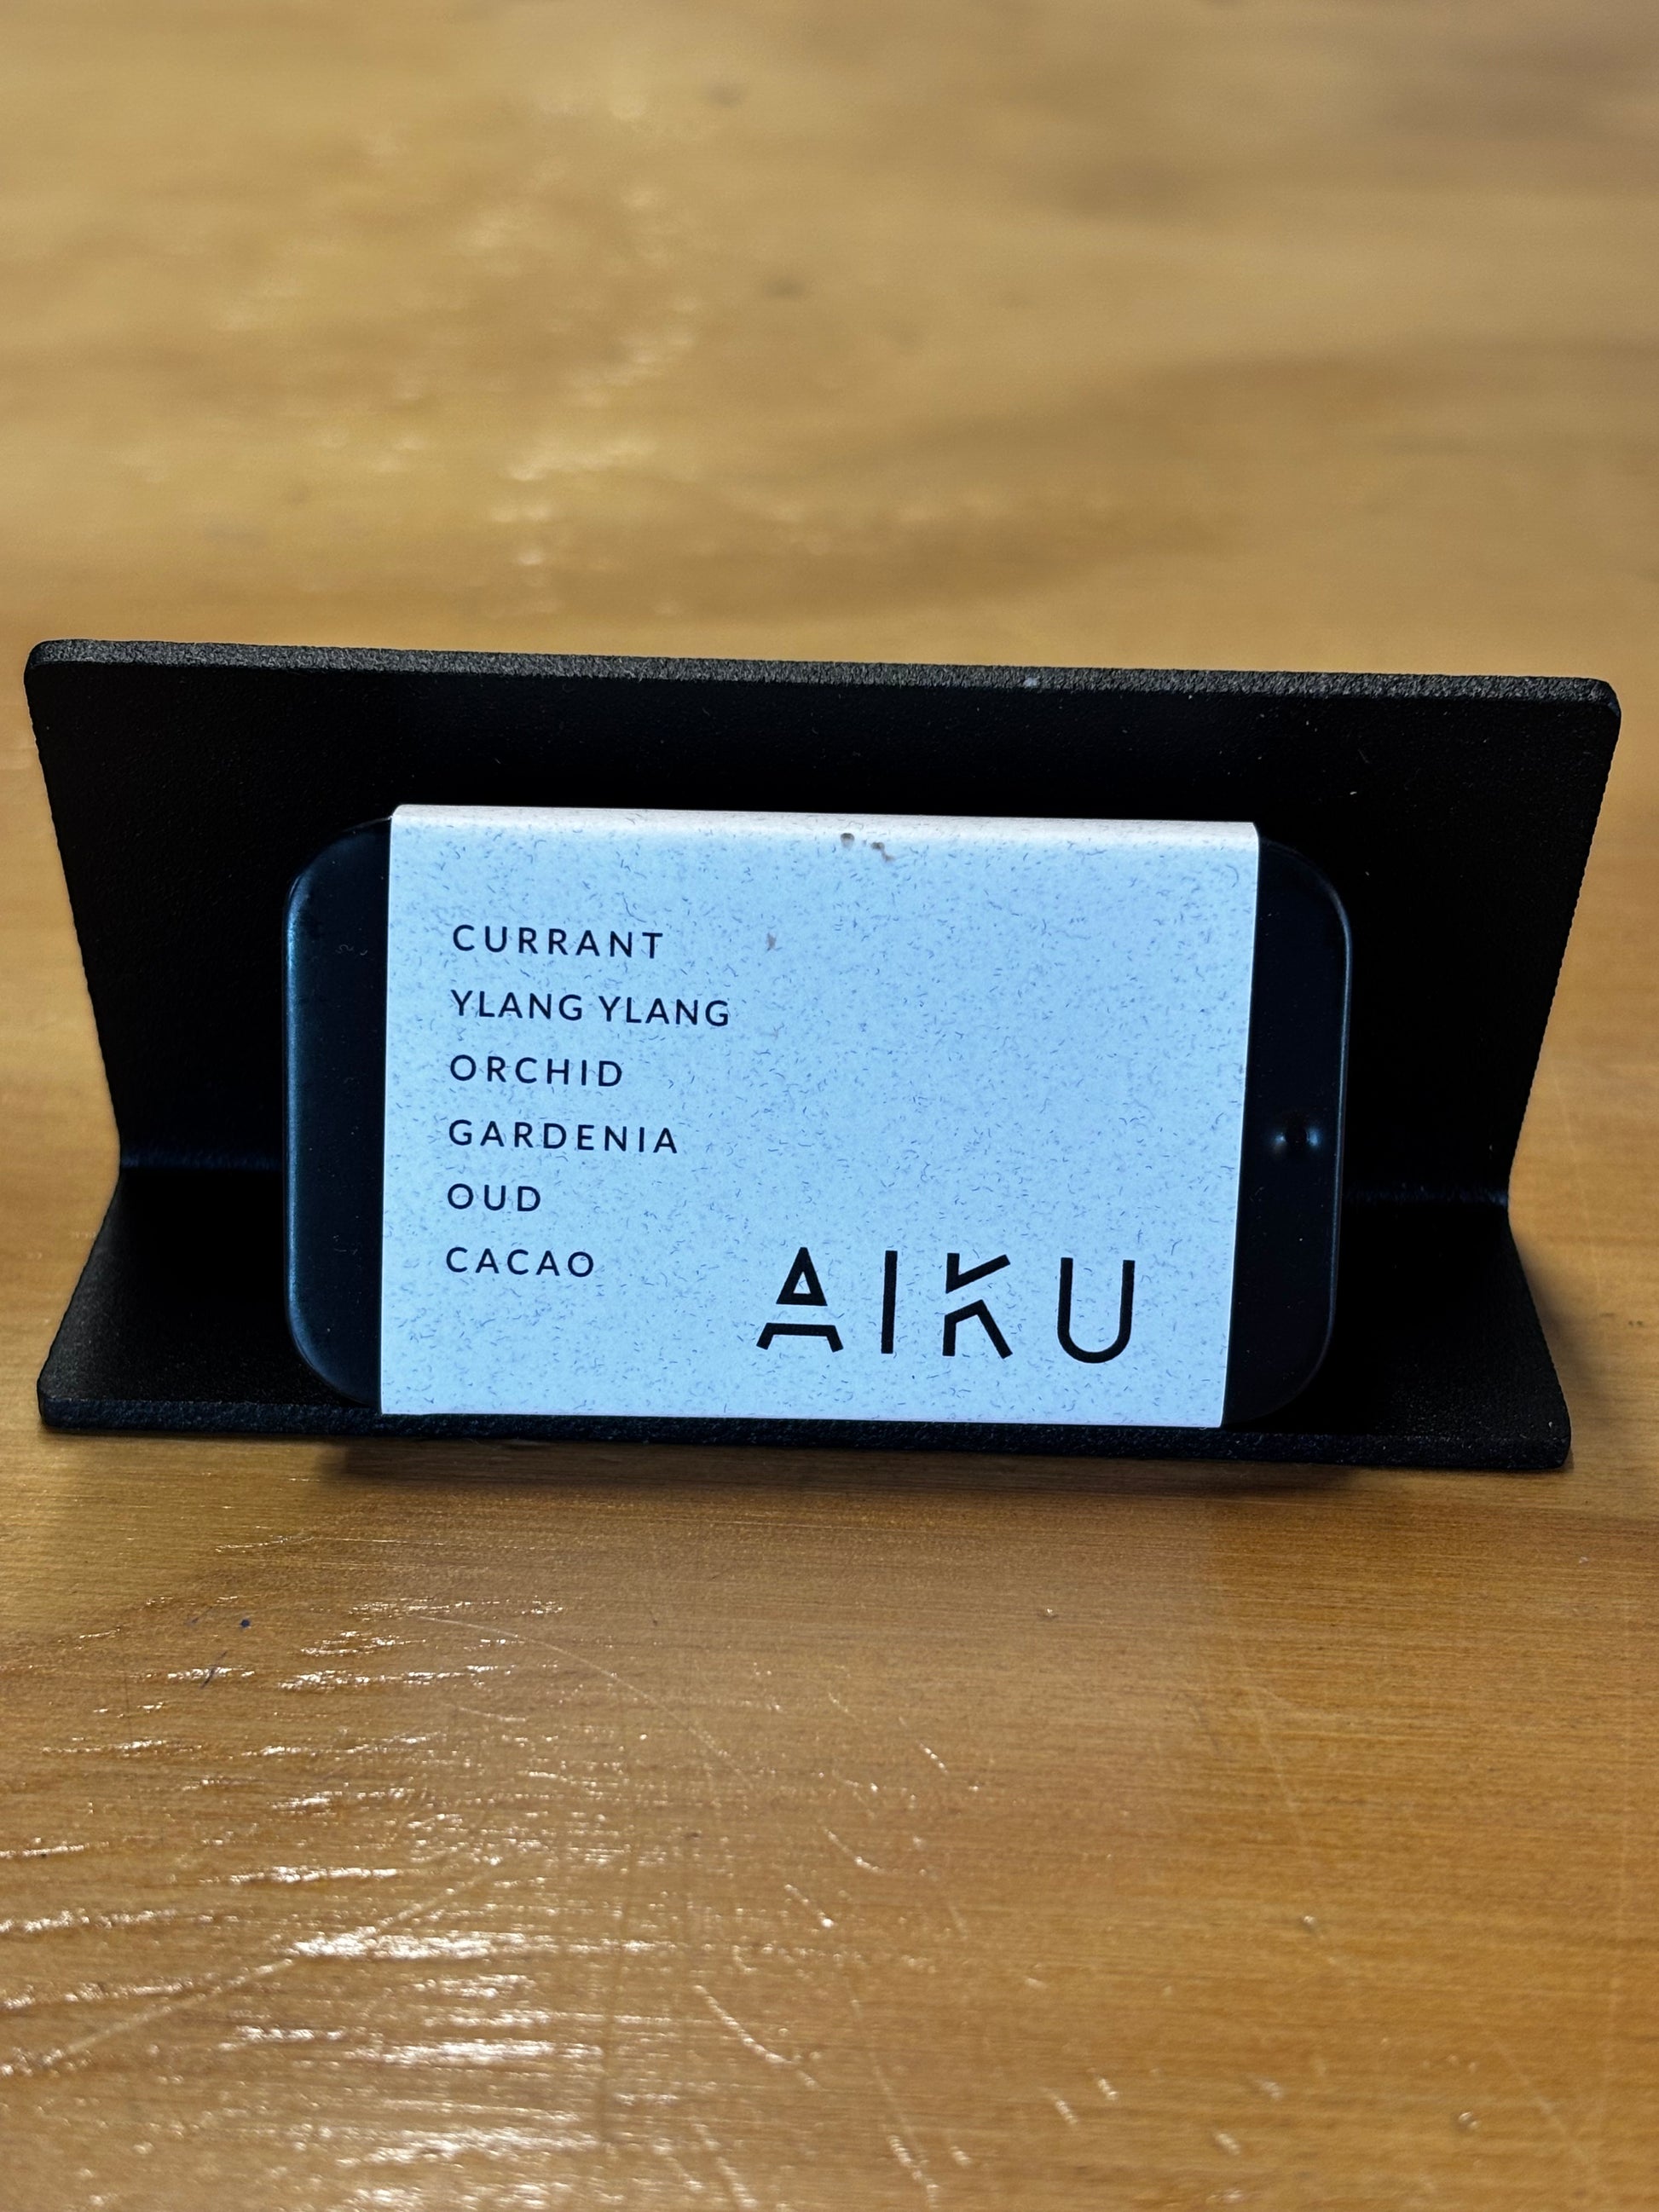 CURRANT
YLANG YLANG
ORCHID
GARDENIA
OUD
CACAO
AIKU